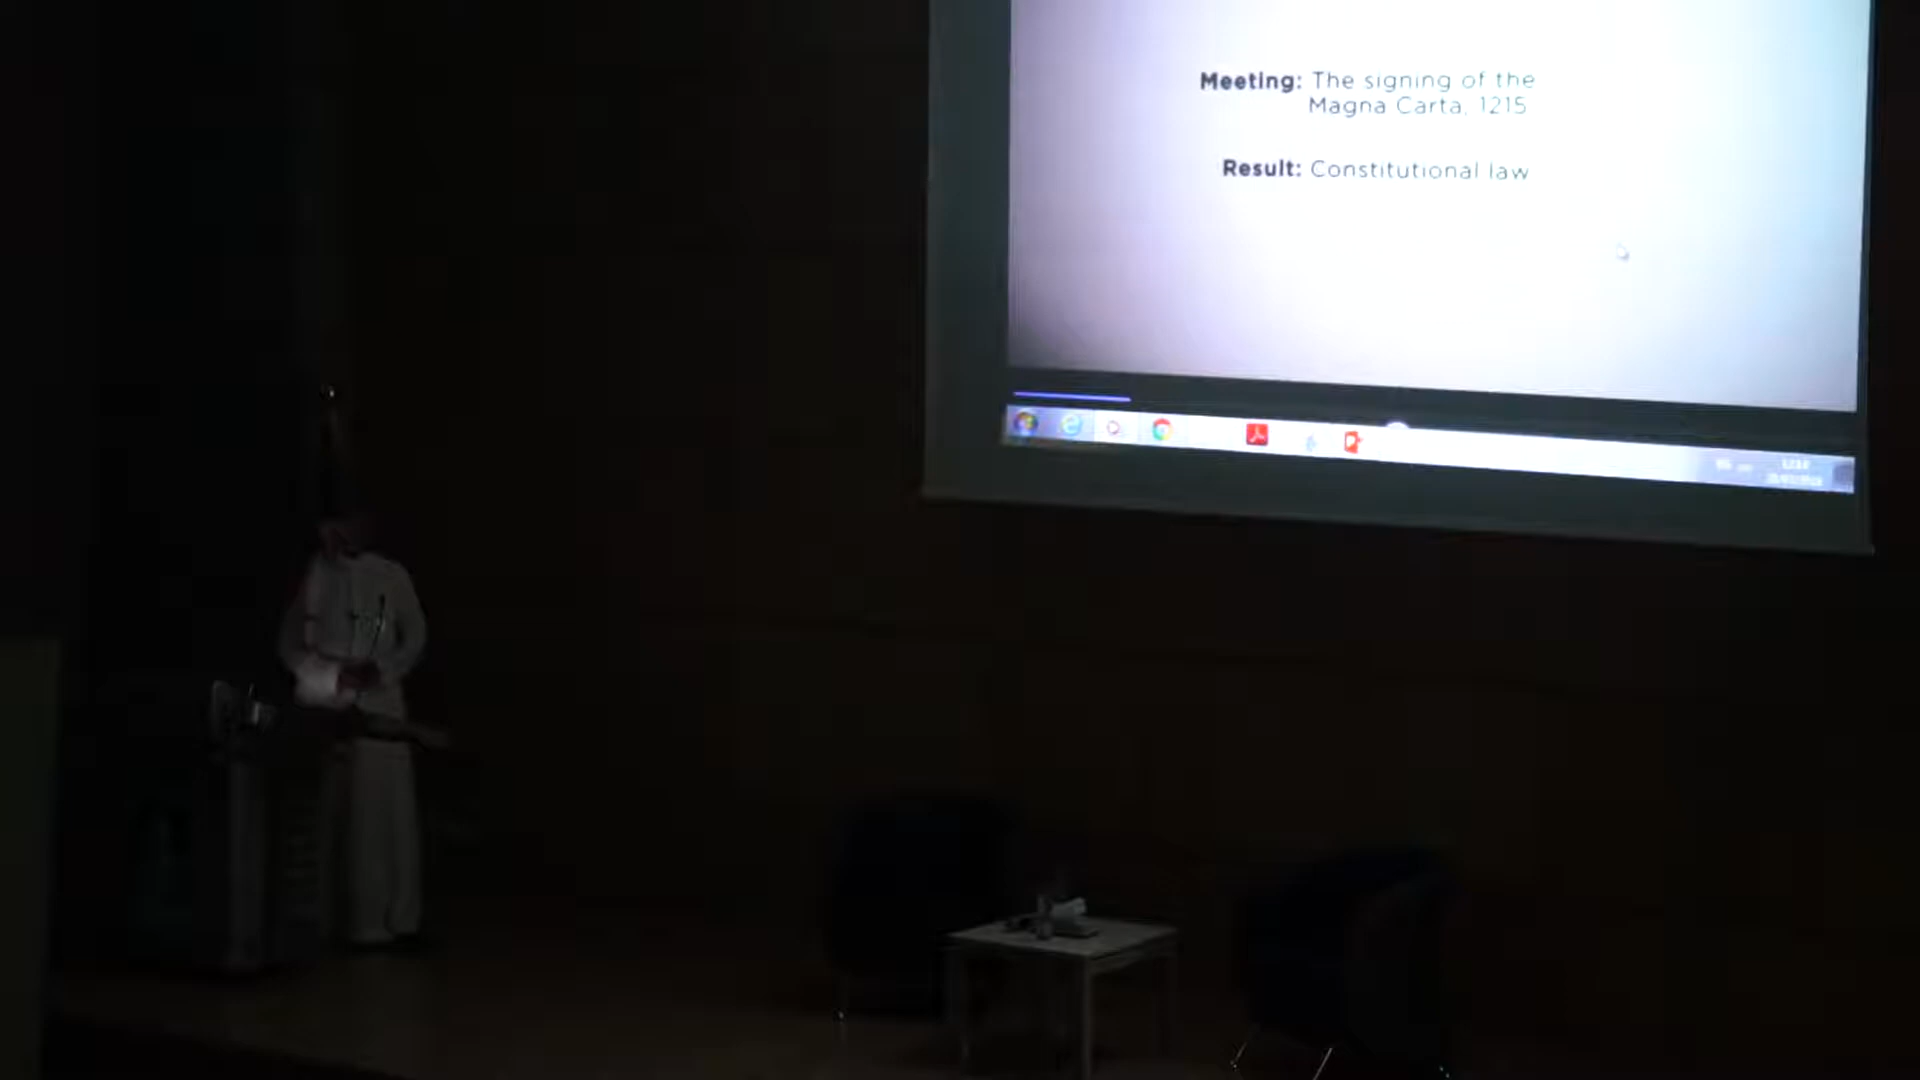 Meeting: The signing of the
Magna Carta, 1215
Result: Constitutional law